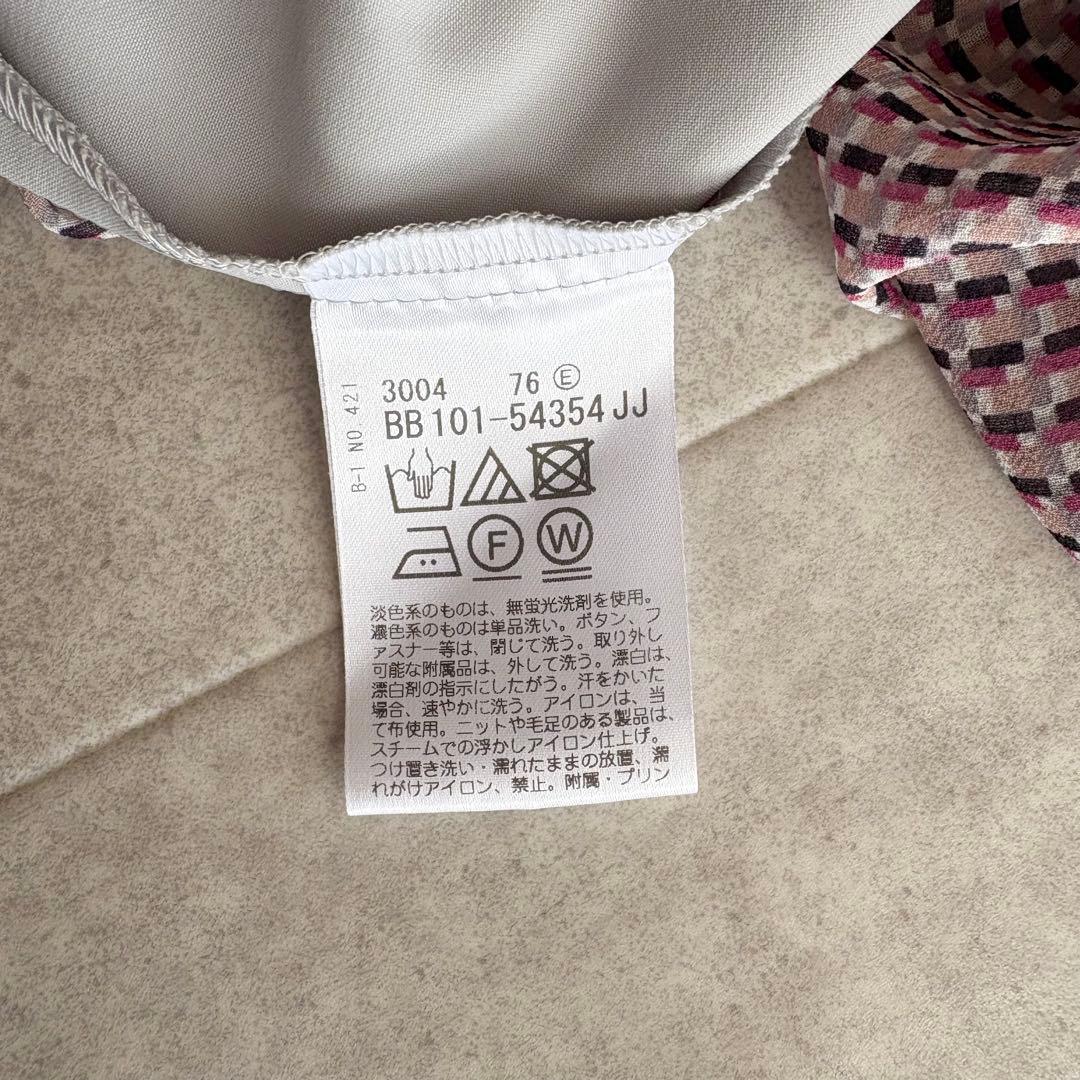 3004 76 Ⓔ
BB101-54354JJ
B-1 NO 421
F W
淡色系のものは、無蛍光洗剤を使用。
濃色系のものは単品洗い。ボタン、フ
ァスナー等は、閉じて洗う。取り外し
可能な附属品は、外して洗う。漂白は、
漂白剤の指示にしたがう。汗をかいた
場合、速やかに洗う。アイロンは、当
て布使用。ニットや毛足のある製品は、
スチームでの浮かしアイロン仕上げ。
つけ置き洗い・濡れたままの放置、濡
れがけアイロン、禁止。附属・プリン